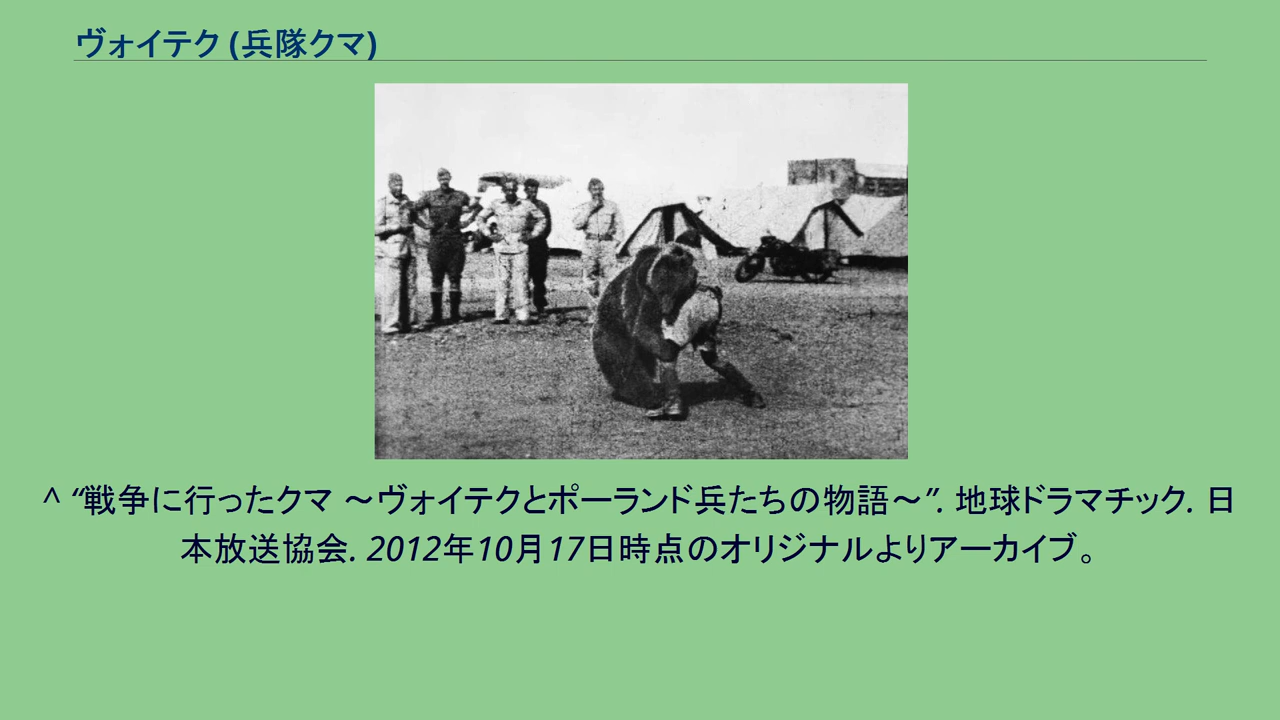 ヴォイテク (兵隊クマ)
^ “戦争に行ったクマ 〜ヴォイテクとポーランド兵たちの物語〜”. 地球ドラマチック. 日
本放送協会. 2012年10月17日時点のオリジナルよりアーカイブ。